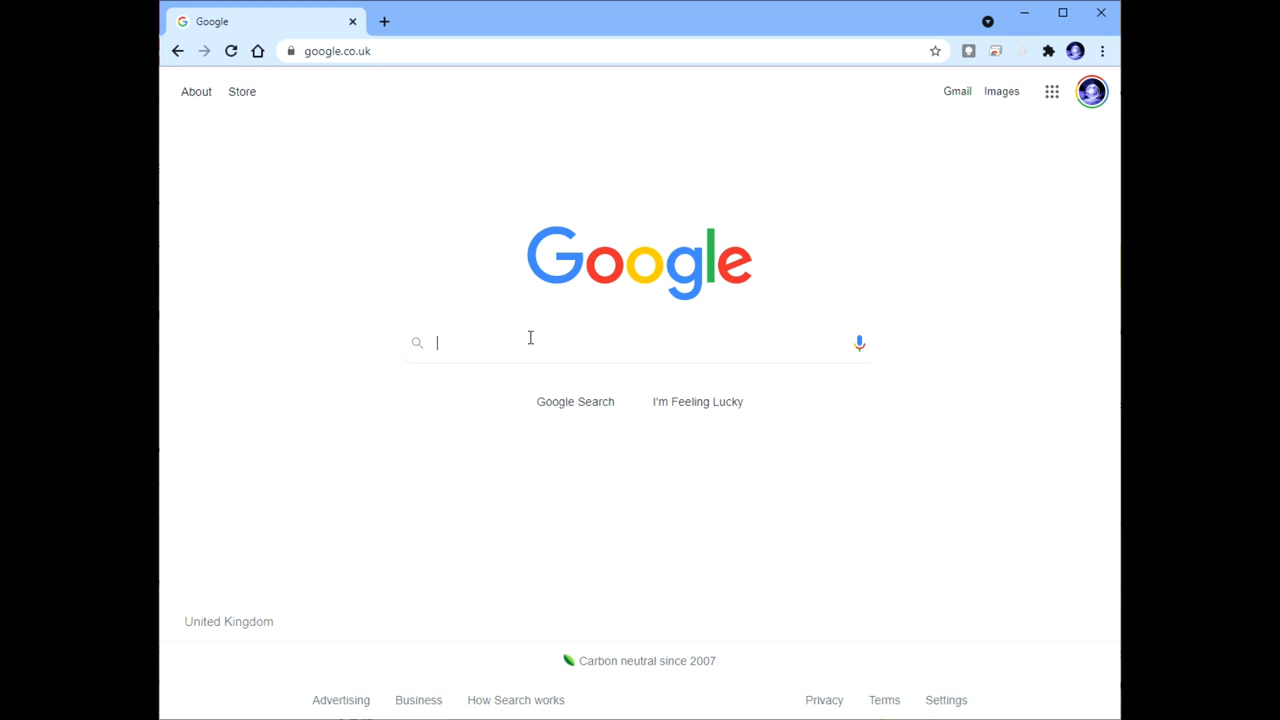 Google
google.co.uk
About Store Gmail Images
Google
Google Search I'm Feeling Lucky
United Kingdom
Carbon neutral since 2007
Advertising Business How Search works Privacy Terms Settings